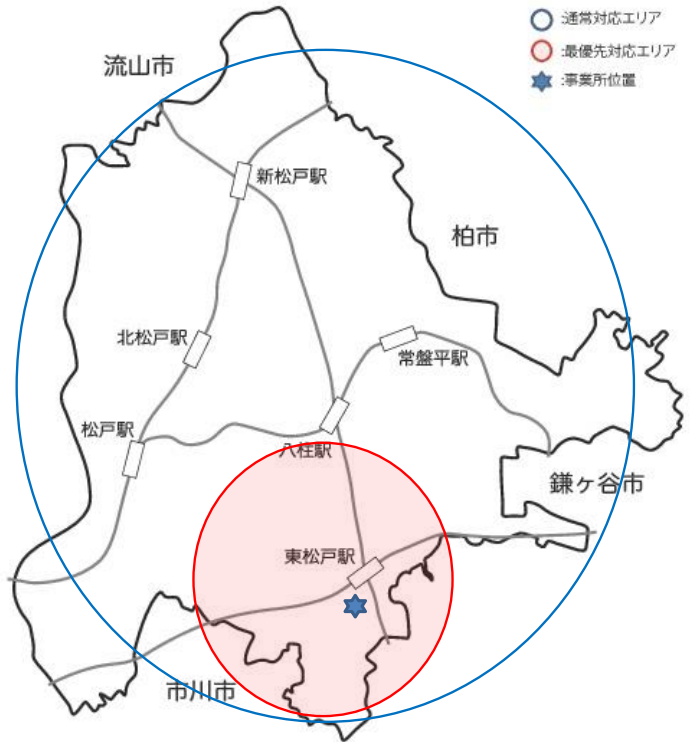 :通常対応エリア
:最優先対応エリア
:事業所位置
流山市
新松戸駅
柏市
北松戸駅
常盤平駅
松戸駅
八柱駅
鎌ヶ谷市
東松戸駅
市川市